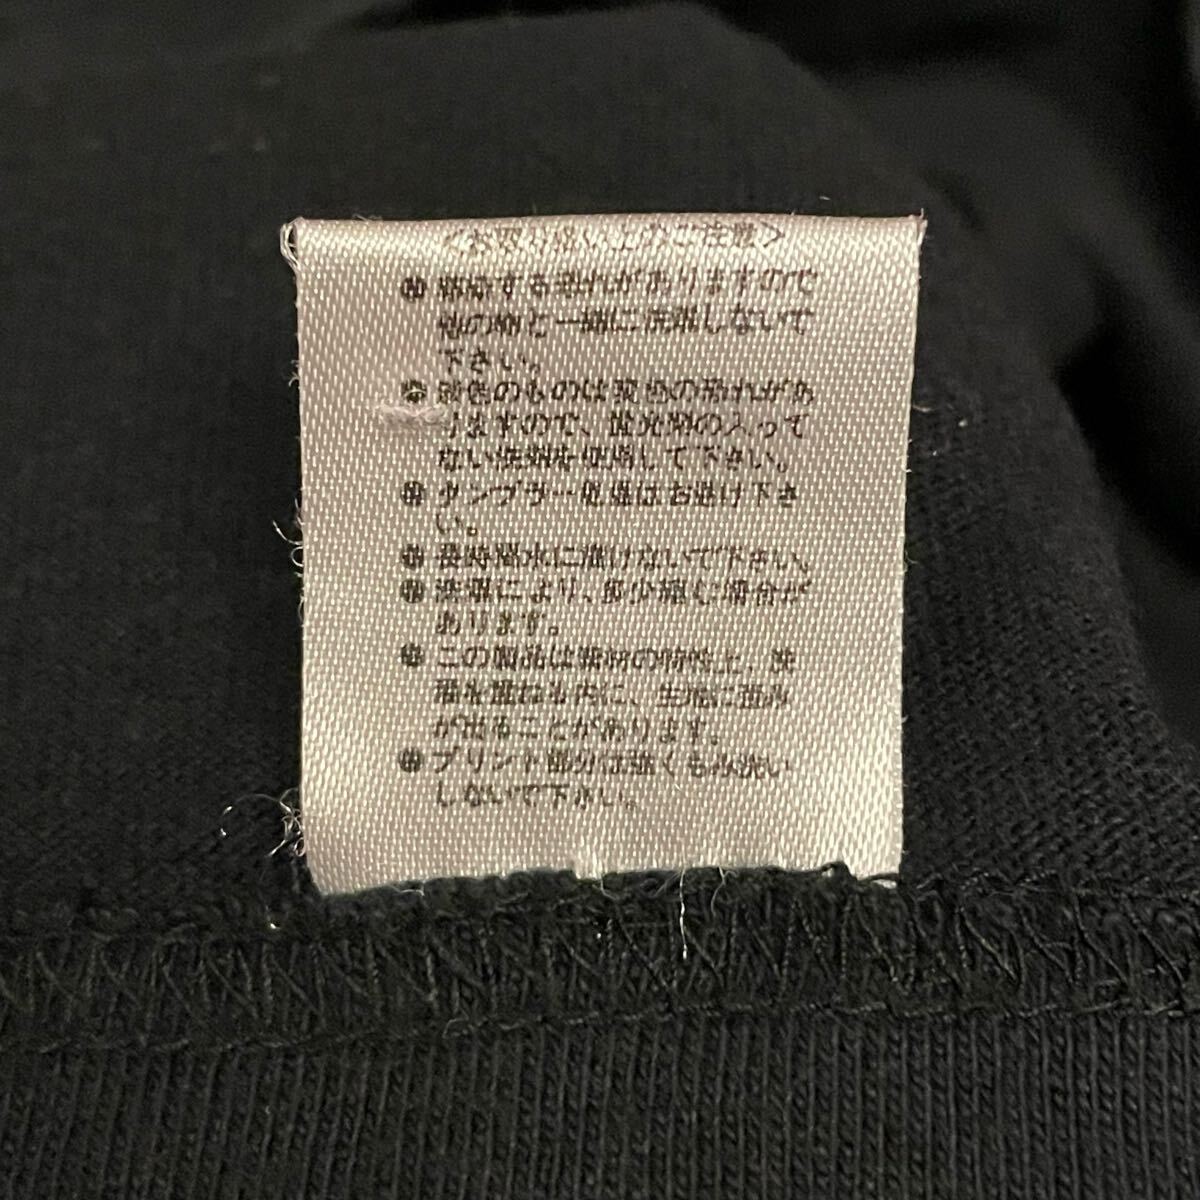 <お取り扱い上のご注意>
● 移染する恐れがありますので
他の物と一緒に洗濯しないで
下さい。
● 淡色のものは変色の恐れがあ
りますので、蛍光剤の入って
ない洗剤を使用して下さい。
● タンブラー乾燥はお避け下さ
い。
● 長時間水に漬けないで下さい。
● 洗濯により、多少縮む場合が
あります。
● この製品は素材の特性上、洗
濯を重ねる内に、生地に歪み
が出ることがあります。
● プリント部分は強くもみ洗い
しないで下さい。